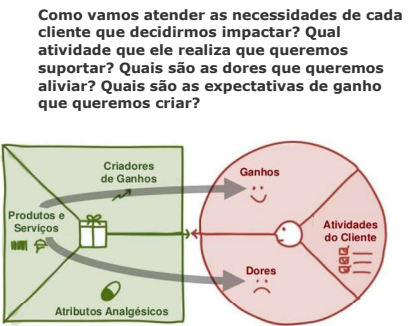 Como vamos atender as necessidades de cada
cliente que decidirmos impactar? Qual
atividade que ele realiza que queremos
suportar? Quais são as dores que queremos
aliviar? Quais são as expectativas de ganho
que queremos criar?
Criadores
de Ganhos
Ganhos
Produtos e
Serviços
Atividades
do Cliente
Dores
Atributos Analgésicos